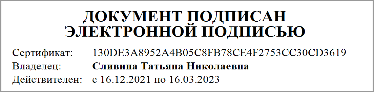 ДОКУМЕНТ ПОДПИСАН
ЭЛЕКТРОННОЙ ПОДПИСЬЮ
Сертификат: 130DE3A8952A4B05C8FB78CE4F2753CC30CD3619
Владелец: Сливина Татьяна Николаевна
Действителен: с 16.12.2021 по 16.03.2023